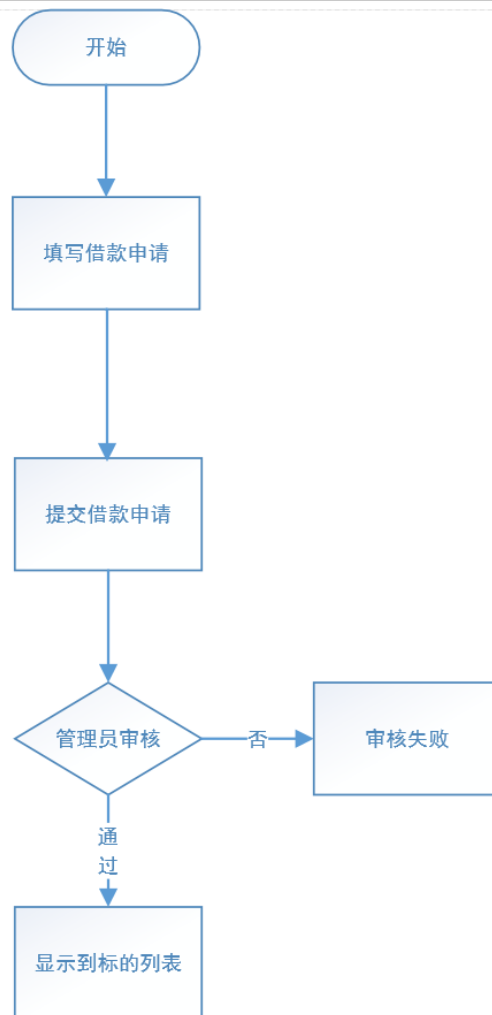 开始
填写借款申请
提交借款申请
管理员审核
否
审核失败
通
过
显示到标的列表